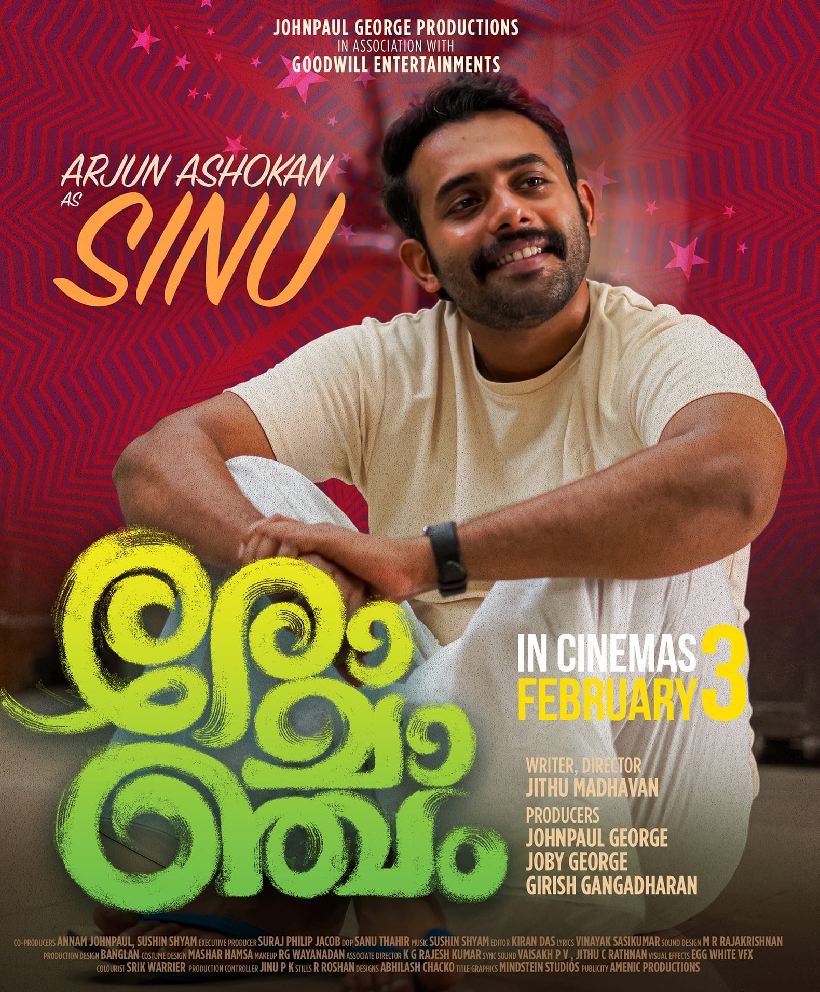 JOHNPAUL GEORGE PRODUCTIONS
IN ASSOCIATION WITH
GOODWILL ENTERTAINMENTS
ARJUN ASHOKAN
AS
SINU
രോമാഞ്ചം
IN CINEMAS
FEBRUARY 3
WRITER, DIRECTOR
JITHU MADHAVAN
PRODUCERS
JOHNPAUL GEORGE
JOBY GEORGE
GIRISH GANGADHARAN
CO-PRODUCERS ANNAM JOHNPAUL, SUSHIN SHYAM EXECUTIVE PRODUCER SURAJ PHILIP JACOB DOP SANU THAHIR MUSIC SUSHIN SHYAM EDITOR KIRAN DAS LYRICS VINAYAK SASIKUMAR SOUND DESIGN M R RAJAKRISHNAN
PRODUCTION DESIGN BANGLAN COSTUME DESIGN MASHAR HAMSA MAKEUP RG WAYANADAN ASSOCIATE DIRECTOR K G RAJESH KUMAR SYNC SOUND VAISAKH P V , JITHU C RATHNAN VISUAL EFFECTS EGG WHITE VFX
COLOURIST SRIK WARRIER PRODUCTION CONTROLLER JINU P K STILLS R ROSHAN DESIGNS ABHILASH CHACKO TITLE GRAPHICS MINDSTEIN STUDIOS PUBLICITY AMENIC PRODUCTIONS